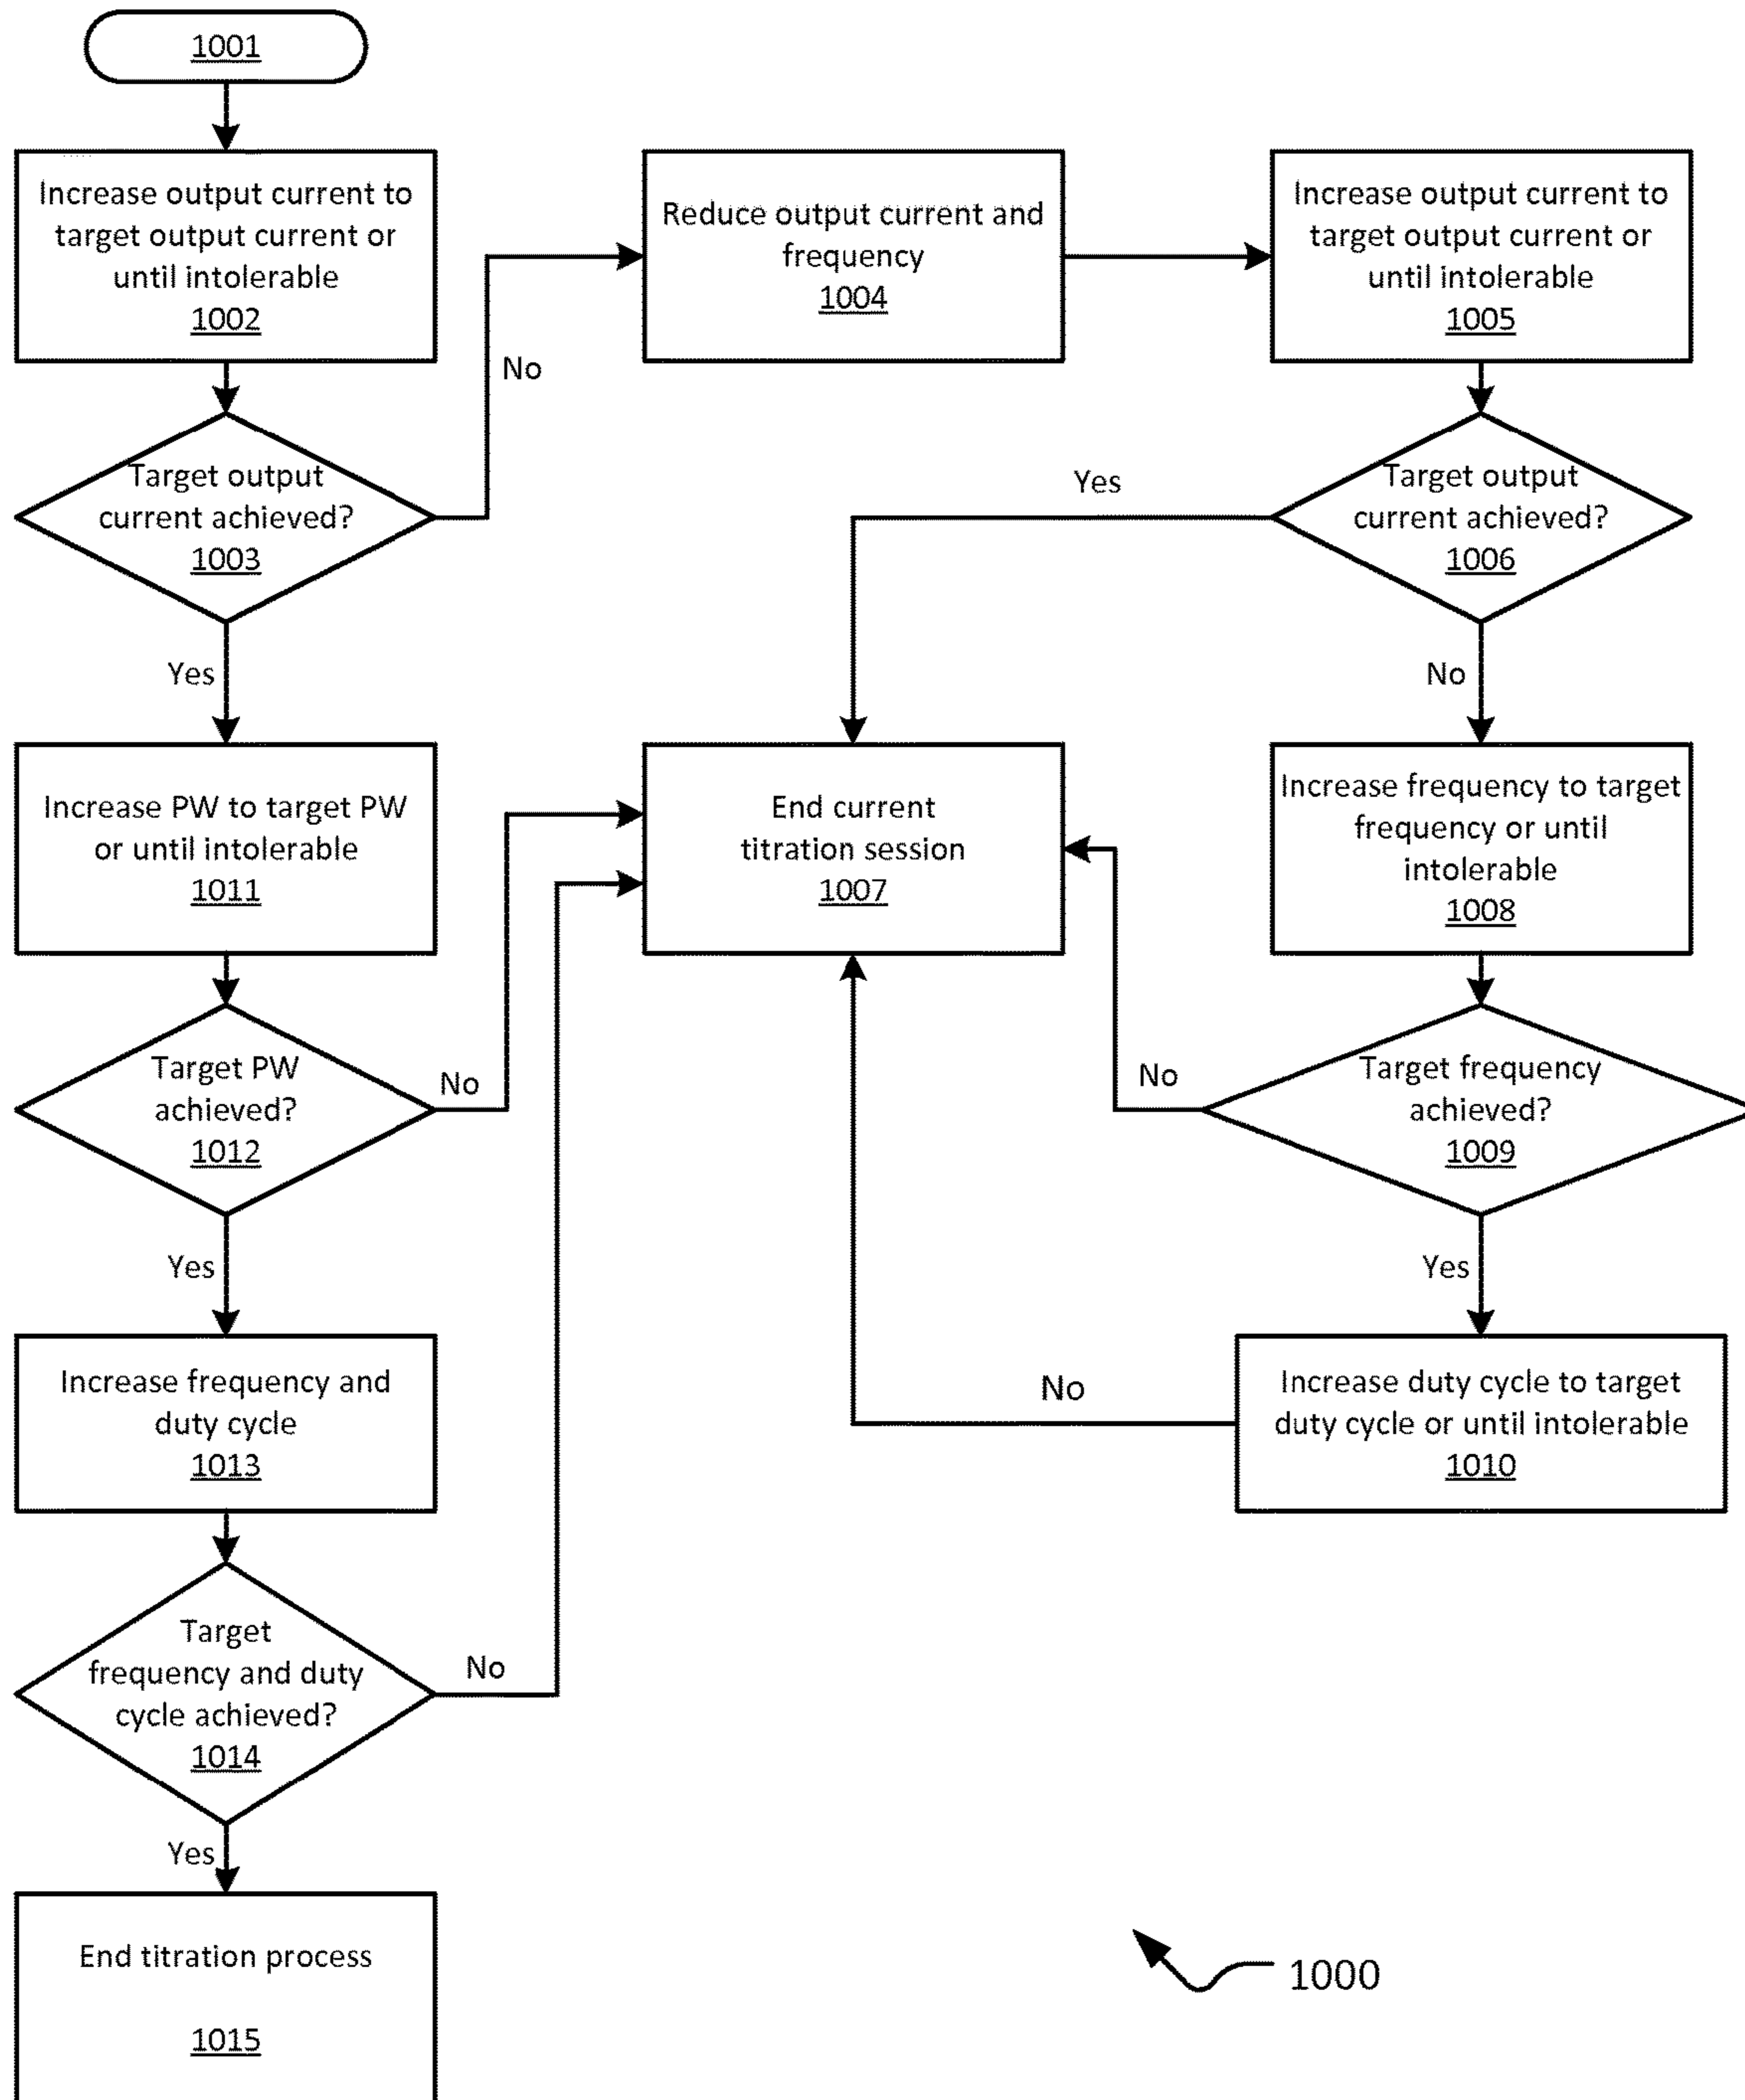 1001
Increase output current to
target output current or
until intolerable
1002
Reduce output current and
frequency
1004
Increase output current to
target output current or
until intolerable
1005
No
Target output
current achieved?
1003
Yes
Target output
current achieved?
1006
Yes
No
Increase PW to target PW
or until intolerable
1011
End current
titration session
1007
Increase frequency to target
frequency or until
intolerable
1008
Target PW
achieved?
1012
No
No
Target frequency
achieved?
1009
Yes
Yes
Increase frequency and
duty cycle
1013
No
Increase duty cycle to target
duty cycle or until intolerable
1010
Target
frequency and duty
cycle achieved?
1014
No
Yes
End titration process
1015
1000